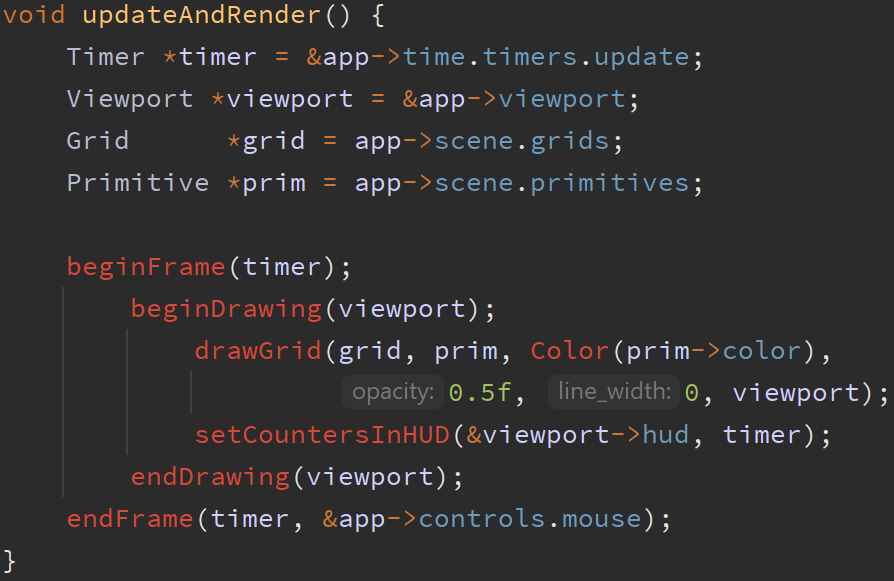 void updateAndRender() {
    Timer *timer = &app->time.timers.update;
    Viewport *viewport = &app->viewport;
    Grid      *grid = app->scene.grids;
    Primitive *prim = app->scene.primitives;

    beginFrame(timer);
        beginDrawing(viewport);
            drawGrid(grid, prim, Color(prim->color),
                     opacity: 0.5f, line_width: 0, viewport);
            setCountersInHUD(&viewport->hud, timer);
        endDrawing(viewport);
    endFrame(timer, &app->controls.mouse);
}